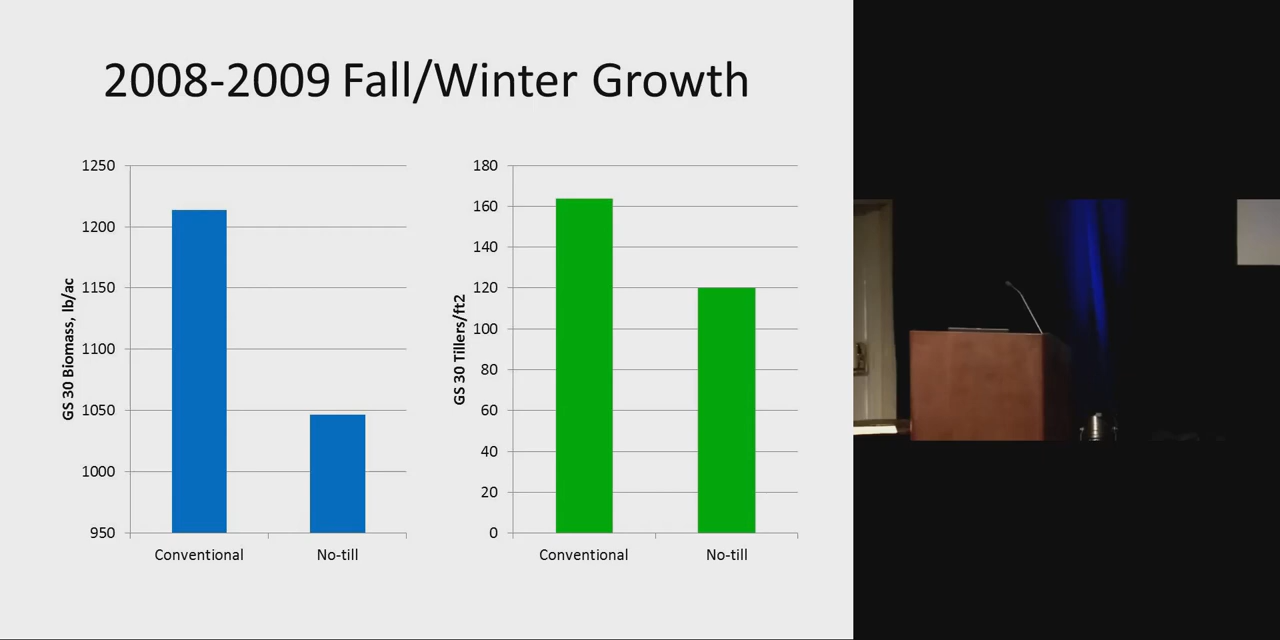 2008-2009 Fall/Winter Growth
GS 30 Biomass, lb/ac
1250
1200
1150
1100
1050
1000
950
Conventional
No-till
GS 30 Tillers/ft2
180
160
140
120
100
80
60
40
20
0
Conventional
No-till